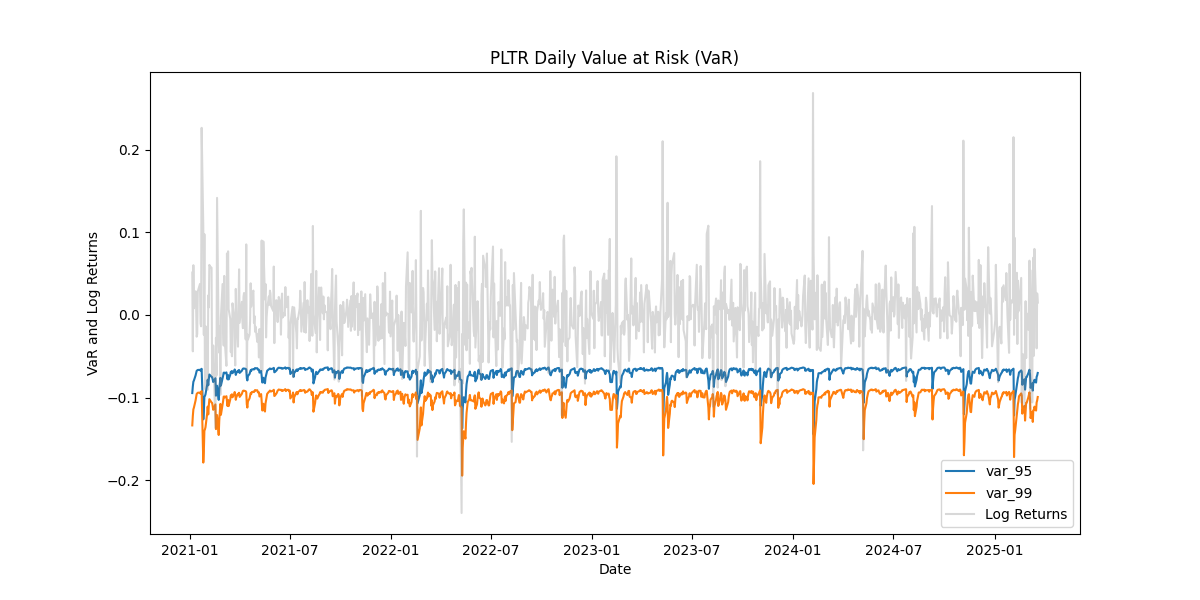 PLTR Daily Value at Risk (VaR)
0.2
0.1
0.0
−0.1
−0.2
VaR and Log Returns
var_95
var_99
Log Returns
2021-01
2021-07
2022-01
2022-07
2023-01
2023-07
2024-01
2024-07
2025-01
Date